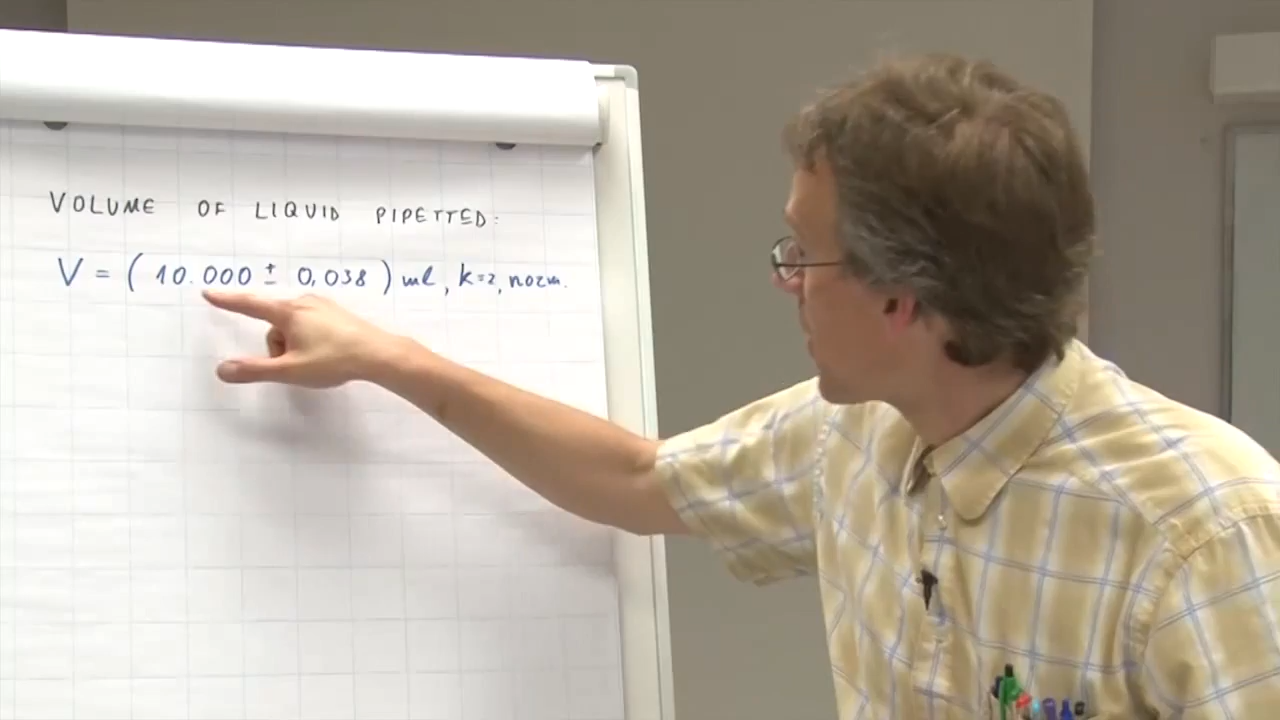 VOLUME OF LIQUID PIPETTED:
V = ( 10.000 ± 0,038 ) ml, k=2, norm.